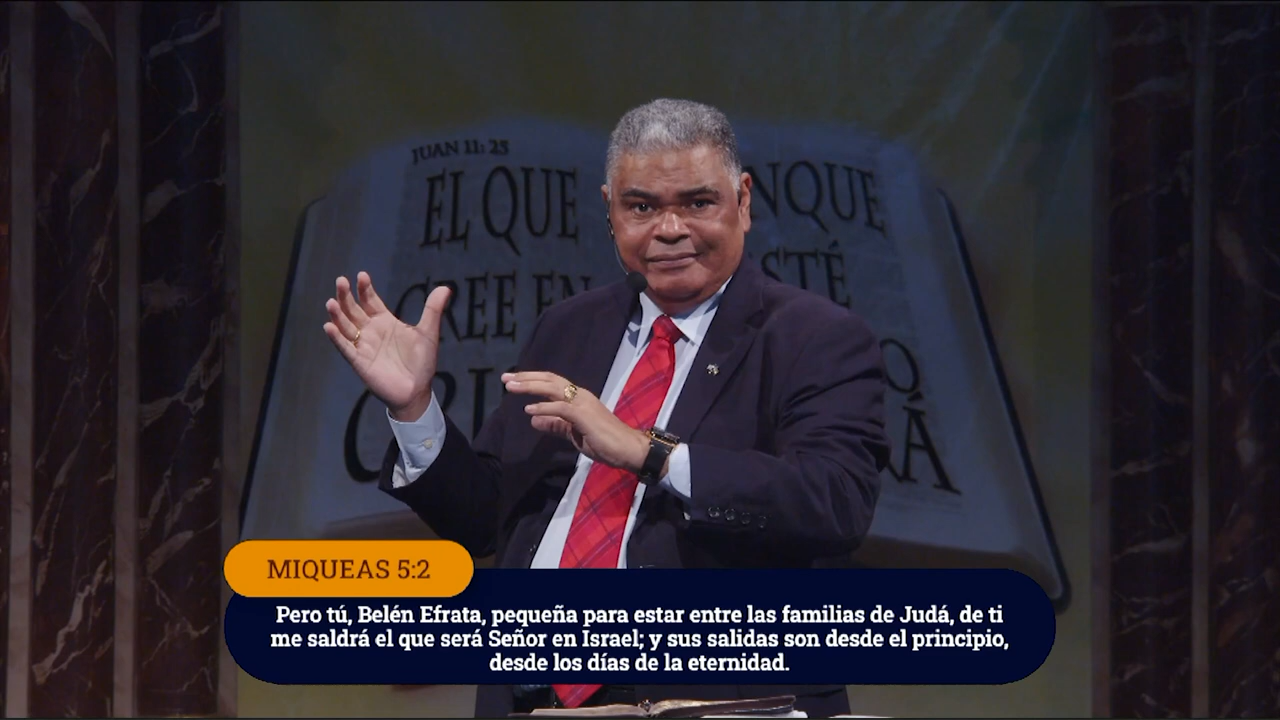 JUAN 11: 25
EL QUE
CREE EN
STÉ
MIQUEAS 5:2
Pero tú, Belén Efrata, pequeña para estar entre las familias de Judá, de ti
me saldrá el que será Señor en Israel; y sus salidas son desde el principio,
desde los días de la eternidad.